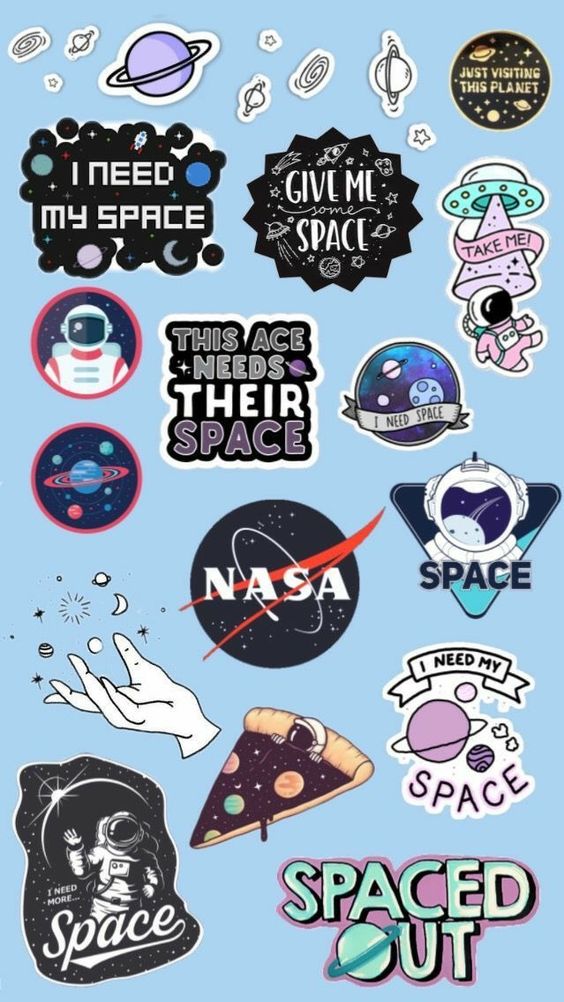 JUST VISITING
THIS PLANET
I NEED
MY SPACE
GIVE ME
some
SPACE
TAKE ME!
THIS ACE
NEEDS
THEIR
SPACE
I NEED SPACE
SPACE
NASA
I NEED MY
SPACE
I NEED
MORE...
Space
SPACED
OUT